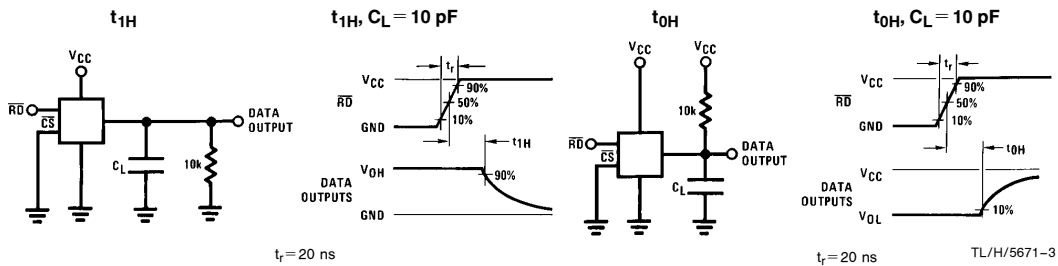 t1H
VCC
RD
CS
DATA
OUTPUT
CL
10k
t1H, CL = 10 pF
tr
VCC
90%
RD
50%
10%
GND
t1H
VOH
90%
DATA
OUTPUTS
GND
tr=20 ns
t0H
VCC
VCC
10k
RD
CS
DATA
OUTPUT
CL
t0H, CL = 10 pF
tr
VCC
90%
RD
50%
10%
GND
t0H
VCC
DATA
OUTPUTS
VOL
10%
tr=20 ns
TL/H/5671-3